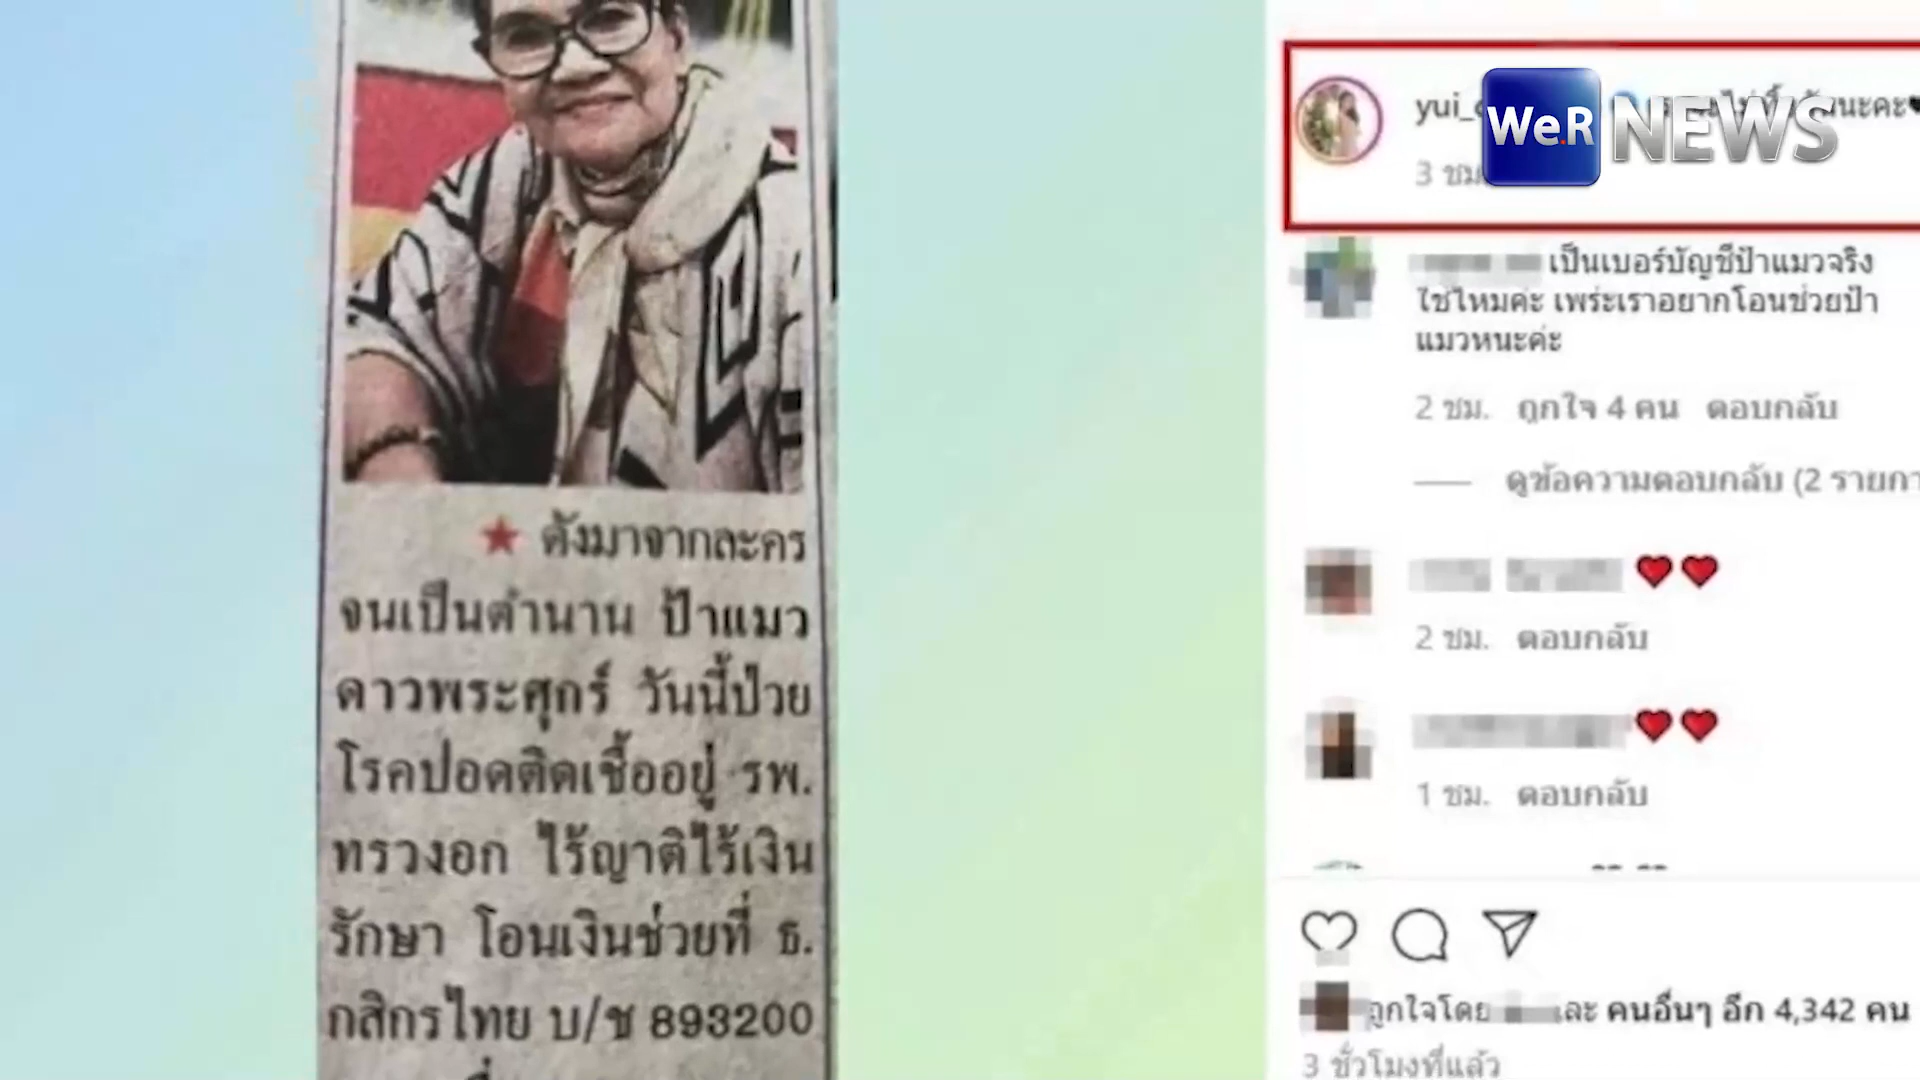 ★ ดังมาจากละคร
จนเป็นตำนาน ป้าแมว
ดาวพระศุกร์ วันนี้ป่วย
โรคปอดติดเชื้ออยู่ รพ.
ทรวงอก ไร้ญาติไร้เงิน
รักษา โอนเงินช่วยที่ ธ.
กสิกรไทย บ/ช 893200
WeR NEWS
3 ชม.
เป็นเบอร์บัญชีป้าแมวจริง
ใช่ไหมค่ะ เพร่ะเราอยากโอนช่วยป้า
แมวหนะค่ะ
2 ชม. ถูกใจ 4 คน ตอบกลับ
ดูข้อความตอบกลับ (2 รายกา
2 ชม. ตอบกลับ
1 ชม. ตอบกลับ
ถูกใจโดย และ คนอื่นๆ อีก 4,342 คน
3 ชั่วโมงที่แล้ว